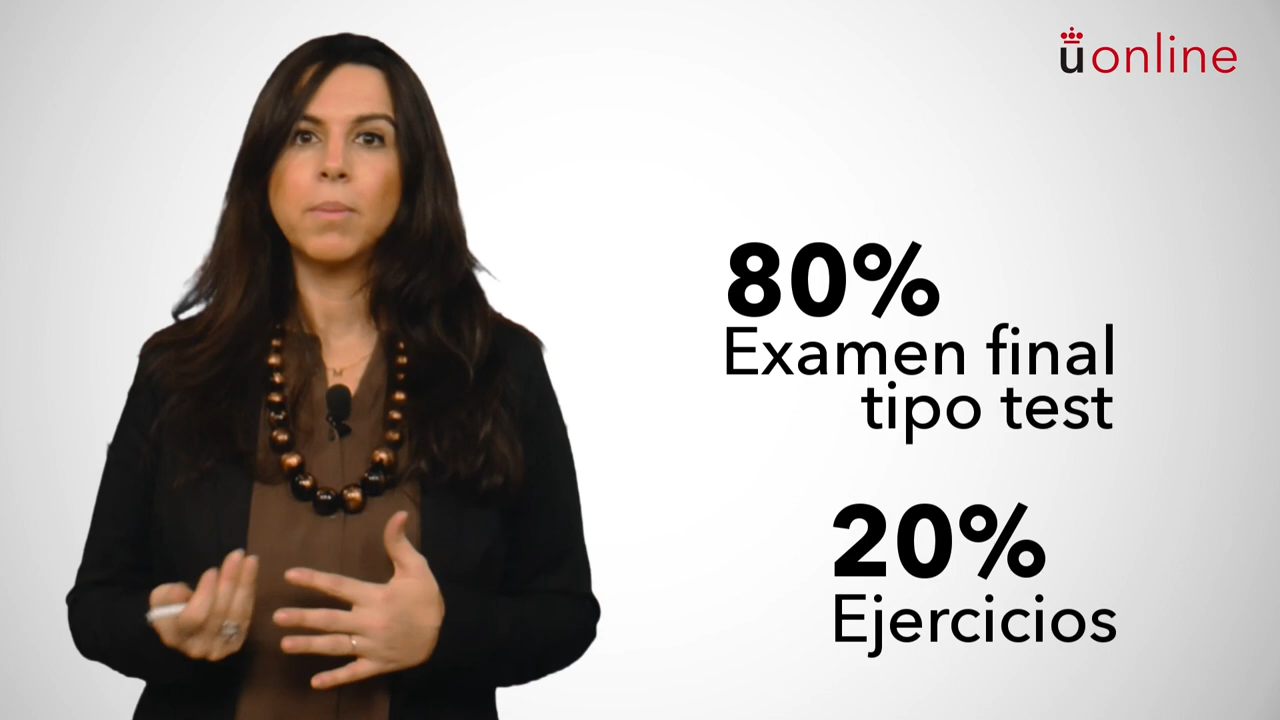 uonline
80%
Examen final
tipo test
20%
Ejercicios